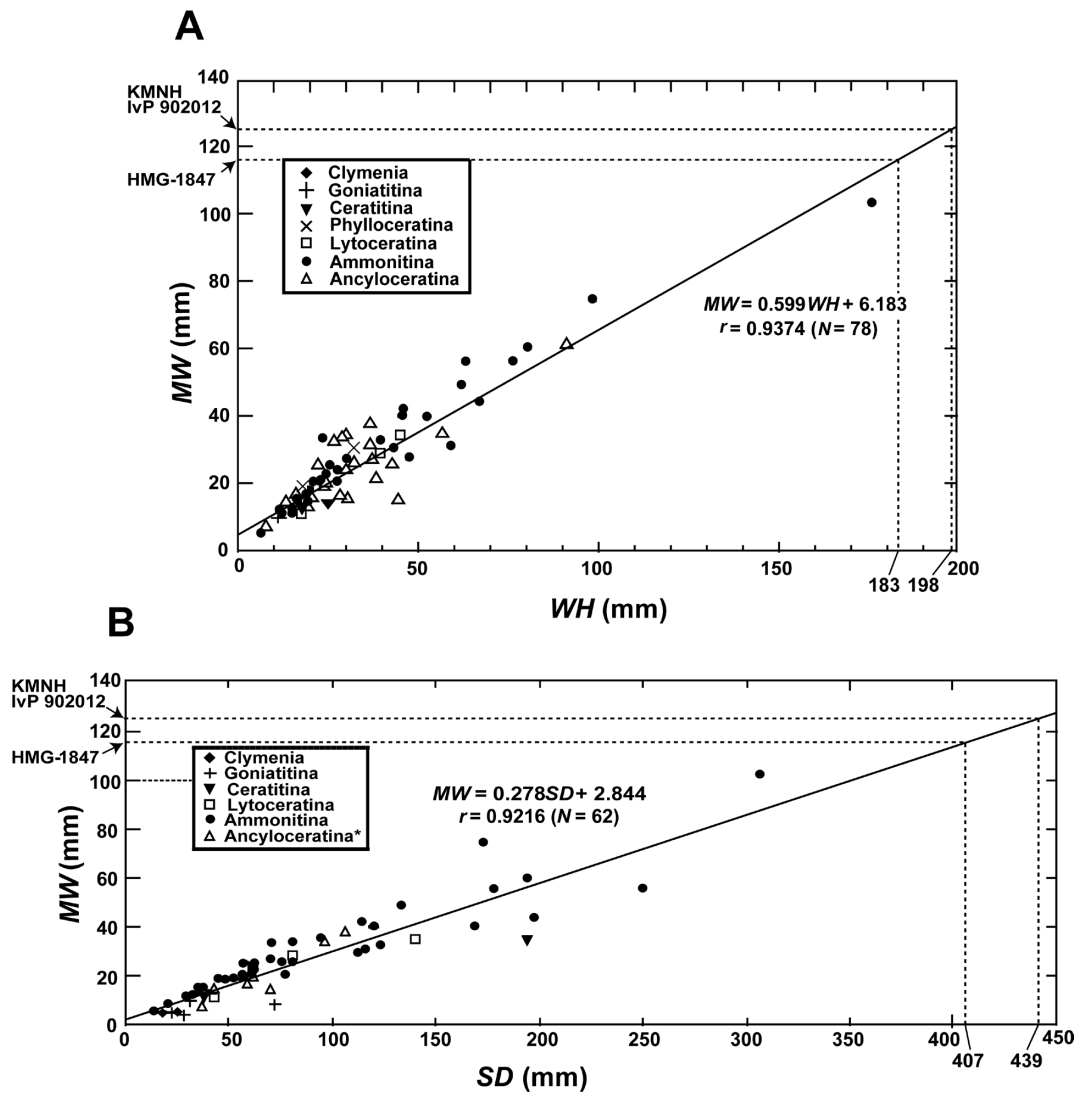 A
KMNH
IvP 902012
HMG-1847
140
120
100
80
60
40
20
0
MW (mm)
Clymenia
Goniatitina
Ceratitina
Phylloceratina
Lytoceratina
Ammonitina
Ancyloceratina
MW = 0.599WH + 6.183
r = 0.9374 (N = 78)
0 50 100 150 200
183 198
WH (mm)
B
KMNH
IvP 902012
HMG-1847
140
120
100
80
60
40
20
0
MW (mm)
Clymenia
Goniatitina
Ceratitina
Lytoceratina
Ammonitina
Ancyloceratina*
MW = 0.278SD + 2.844
r = 0.9216 (N = 62)
0 50 100 150 200 250 300 350 400 450
407 439
SD (mm)